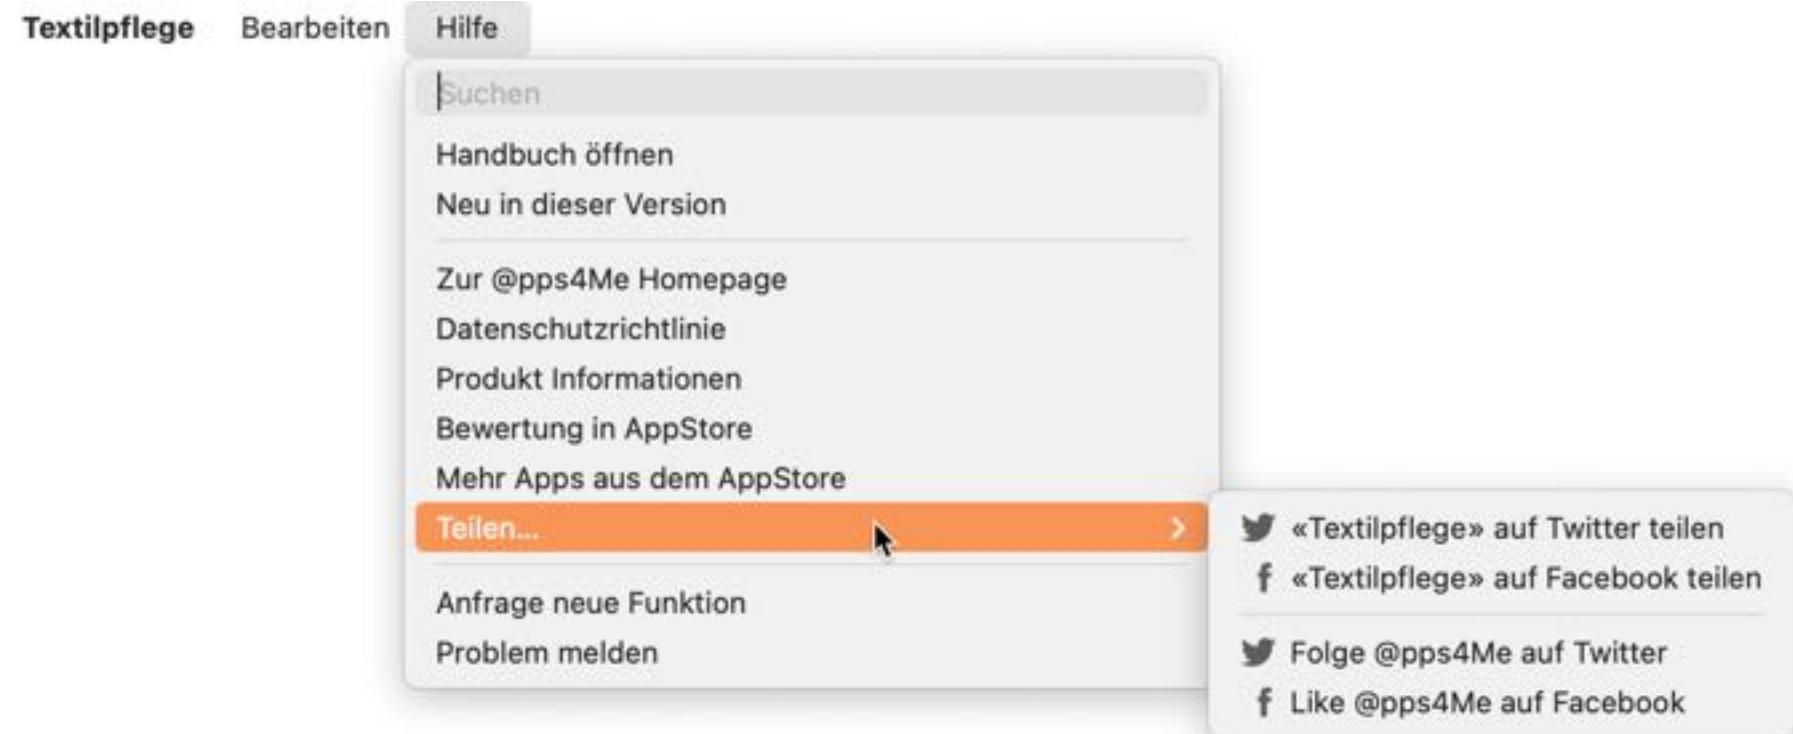 Textilpflege Bearbeiten Hilfe
Suchen
Handbuch öffnen
Neu in dieser Version
Zur @pps4Me Homepage
Datenschutzrichtlinie
Produkt Informationen
Bewertung in AppStore
Mehr Apps aus dem AppStore
Teilen...
«Textilpflege» auf Twitter teilen
«Textilpflege» auf Facebook teilen
Folge @pps4Me auf Twitter
Like @pps4Me auf Facebook
Anfrage neue Funktion
Problem melden